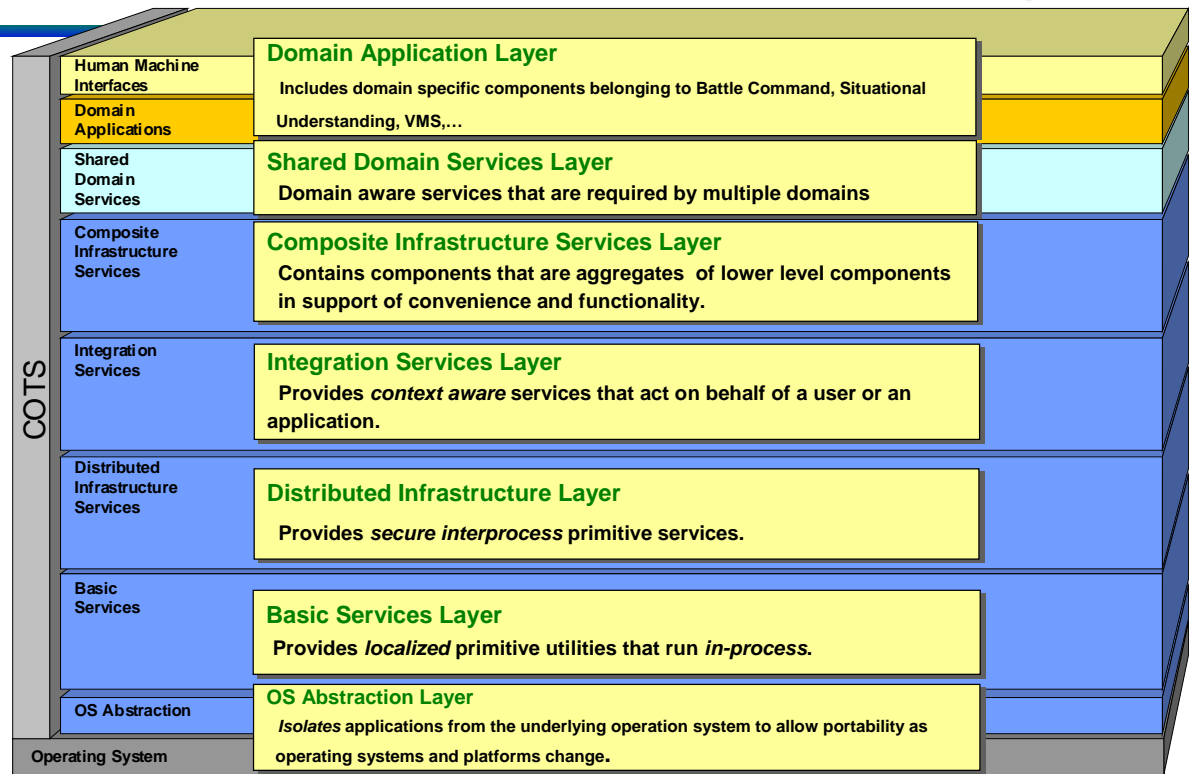 Human Machine
Interfaces
Domain Application Layer
Includes domain specific components belonging to Battle Command, Situational
Understanding, VMS,...
Domain
Applications
Shared
Domain
Services
Shared Domain Services Layer
Domain aware services that are required by multiple domains
Composite
Infrastructure
Services
Composite Infrastructure Services Layer
Contains components that are aggregates of lower level components
in support of convenience and functionality.
COTS
Integration
Services
Integration Services Layer
Provides context aware services that act on behalf of a user or an
application.
Distributed
Infrastructure
Services
Distributed Infrastructure Layer
Provides secure interprocess primitive services.
Basic
Services
Basic Services Layer
Provides localized primitive utilities that run in-process.
OS Abstraction
OS Abstraction Layer
Isolates applications from the underlying operation system to allow portability as
operating systems and platforms change.
Operating System